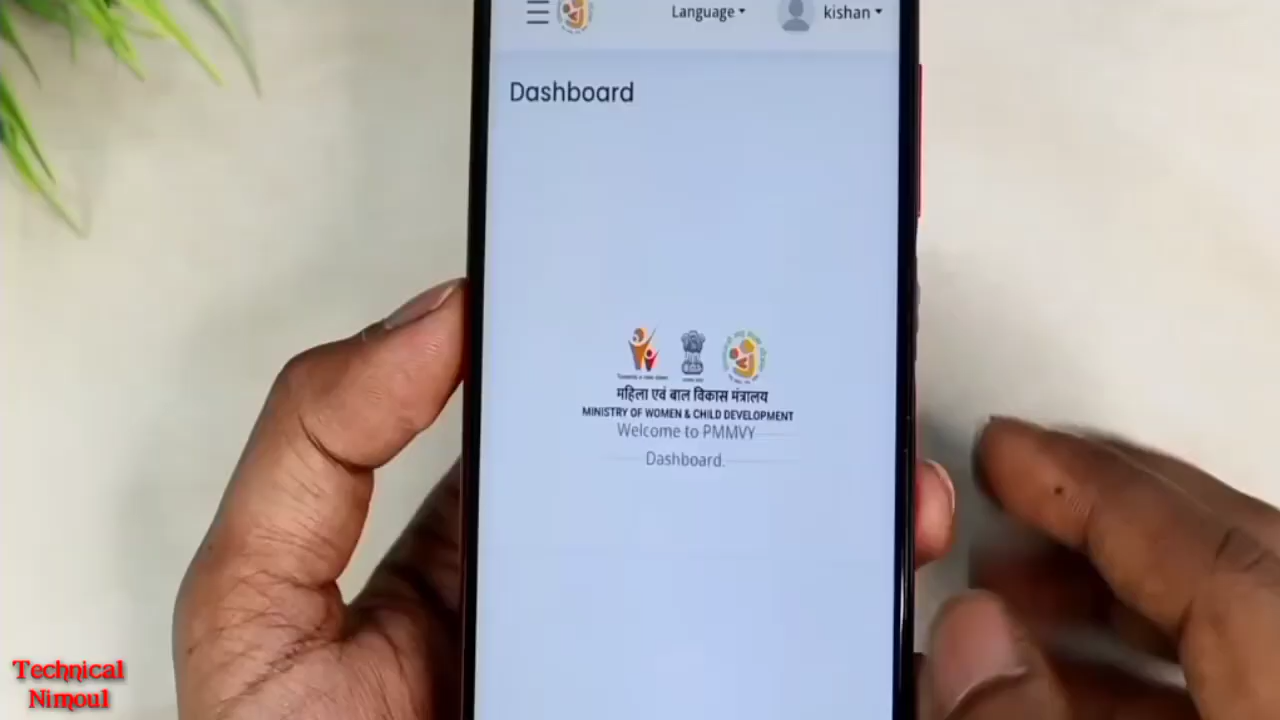 Language
kishan
Dashboard
महिला एवं बाल विकास मंत्रालय
MINISTRY OF WOMEN & CHILD DEVELOPMENT
Welcome to PMMVY
Dashboard.
Technical
Nimoul